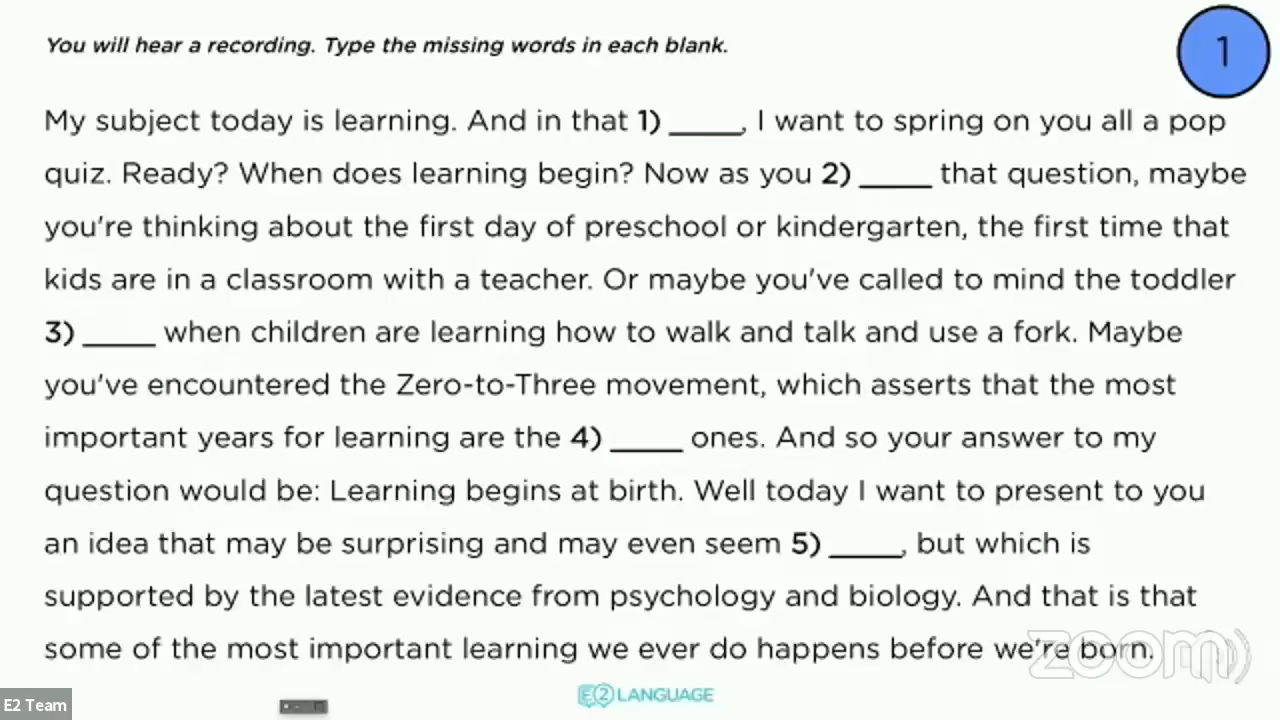 You will hear a recording. Type the missing words in each blank.
1
My subject today is learning. And in that 1) _____, I want to spring on you all a pop
quiz. Ready? When does learning begin? Now as you 2) _____ that question, maybe
you're thinking about the first day of preschool or kindergarten, the first time that
kids are in a classroom with a teacher. Or maybe you've called to mind the toddler
3) _____ when children are learning how to walk and talk and use a fork. Maybe
you've encountered the Zero-to-Three movement, which asserts that the most
important years for learning are the 4) _____ ones. And so your answer to my
question would be: Learning begins at birth. Well today I want to present to you
an idea that may be surprising and may even seem 5) _____, but which is
supported by the latest evidence from psychology and biology. And that is that
some of the most important learning we ever do happens before we're born.
zoom
E2 Team
E2 LANGUAGE